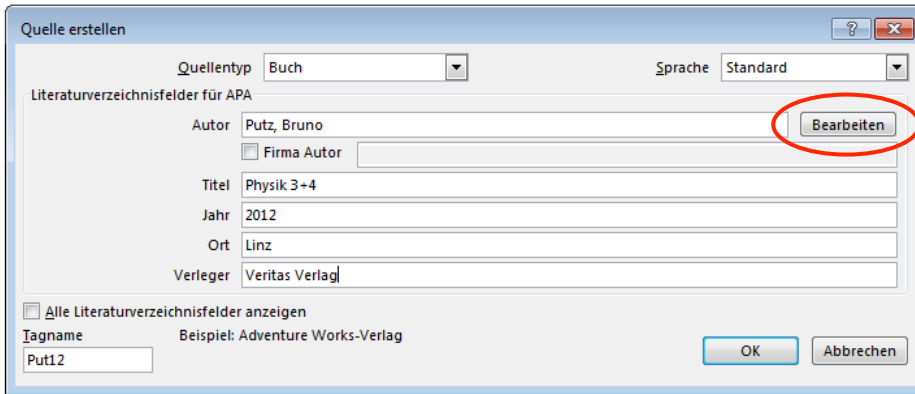 Quelle erstellen
Quellentyp Buch Sprache Standard
Literaturverzeichnisfelder für APA
Autor Putz, Bruno Bearbeiten
Firma Autor
Titel Physik 3+4
Jahr 2012
Ort Linz
Verleger Veritas Verlag
Alle Literaturverzeichnisfelder anzeigen
Tagname Beispiel: Adventure Works-Verlag
Put12 OK Abbrechen